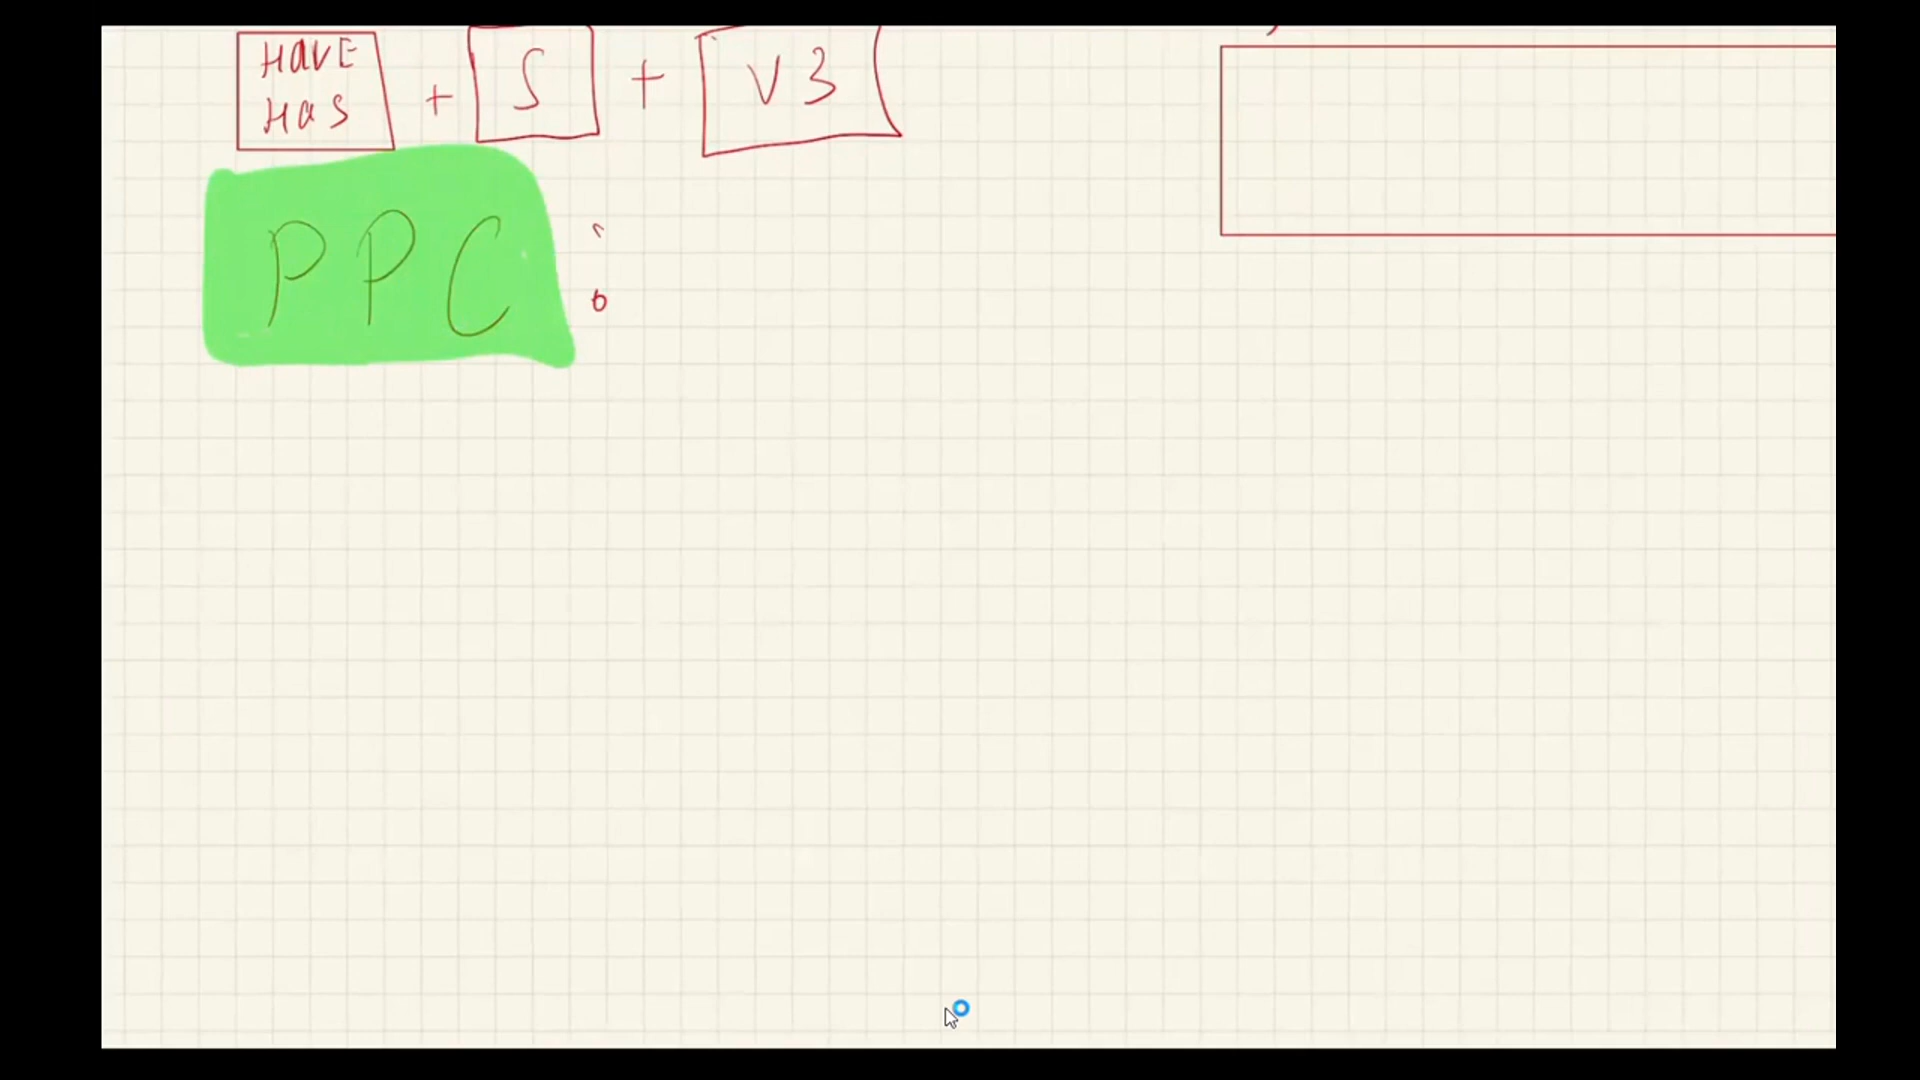 HAVE
HAS + S + V3
PPC :